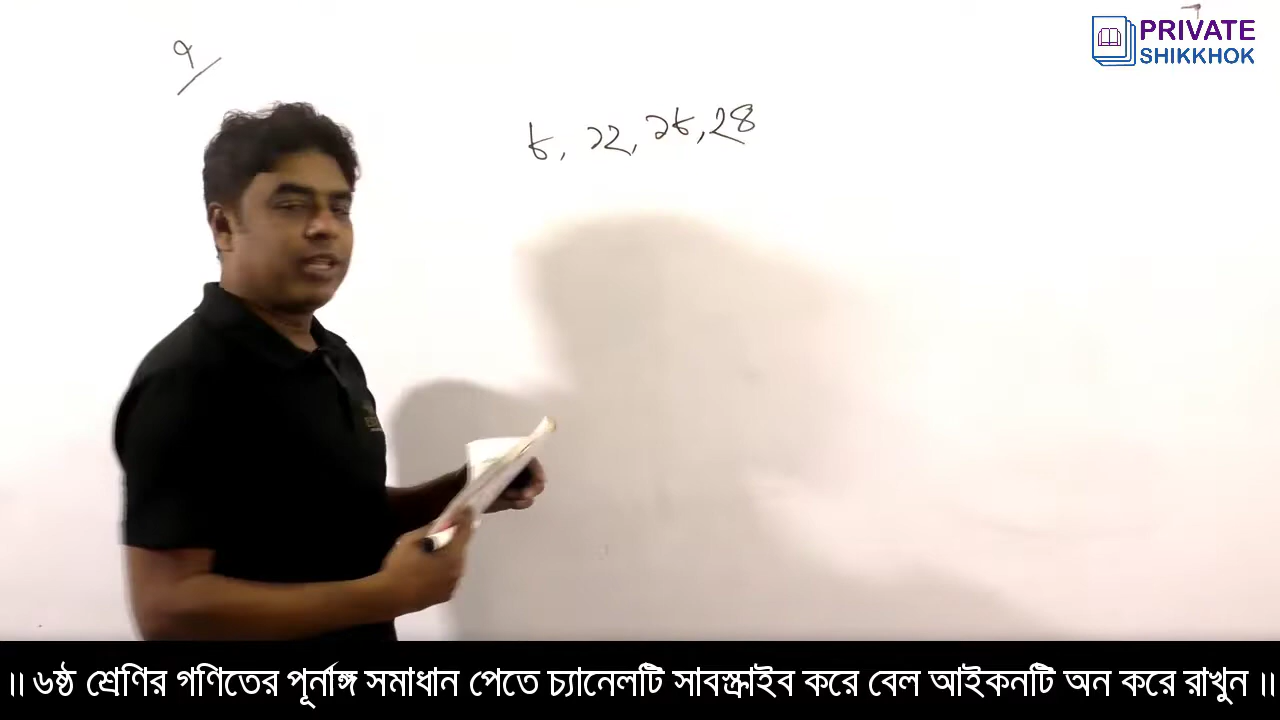 PRIVATE
SHIKKHOK
৭
৮, ১২, ১৮, ২৪
॥ ৬ষ্ঠ শ্রেণির গণিতের পূর্নাঙ্গ সমাধান পেতে চ্যানেলটি সাবস্ক্রাইব করে বেল আইকনটি অন করে রাখুন ॥